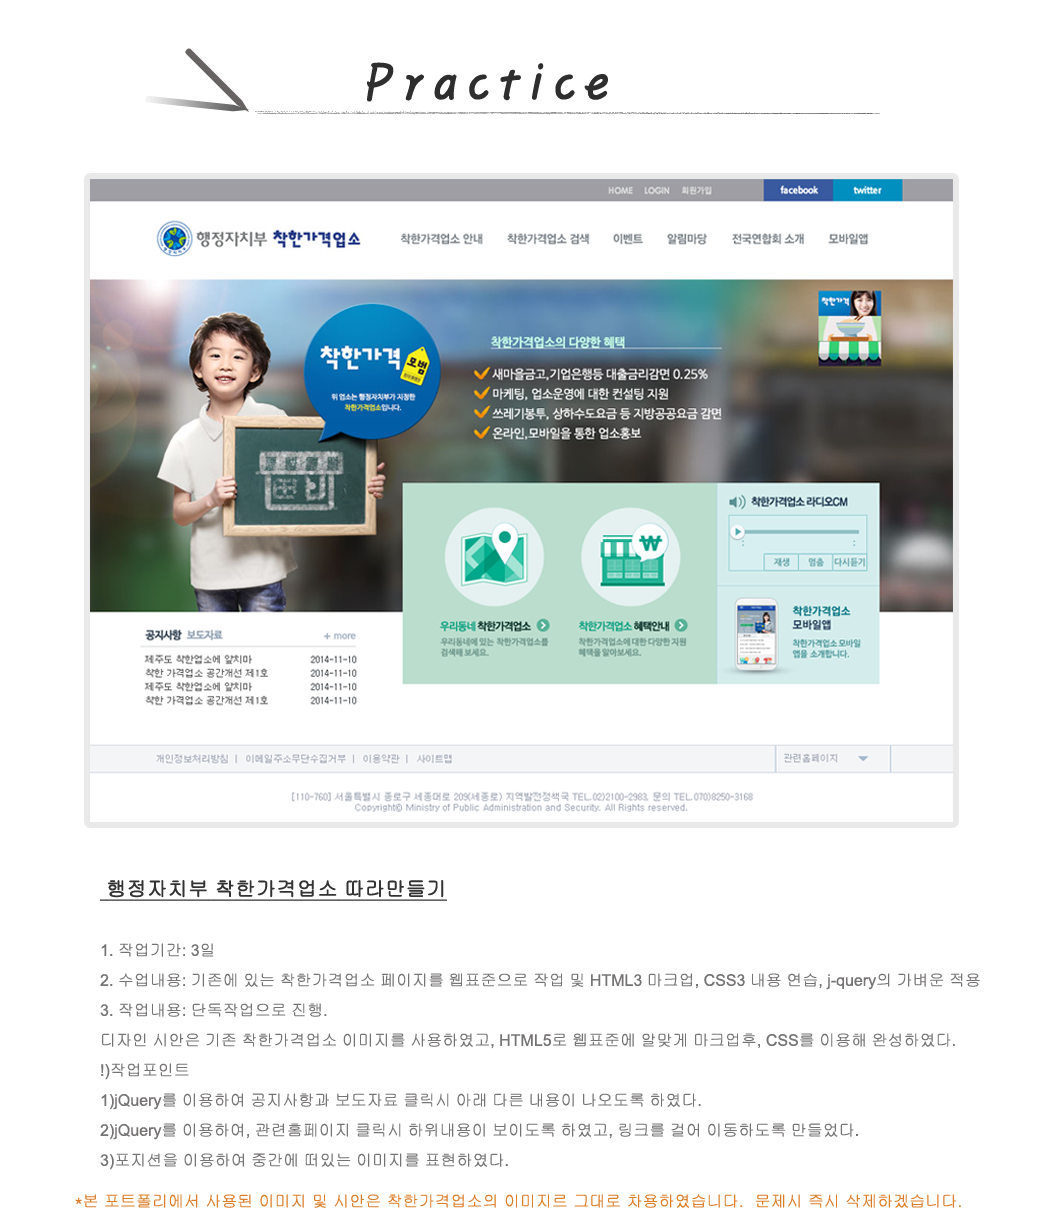 Practice
HOME LOGIN 회원가입 facebook twitter
행정자치부 착한가격업소 착한가격업소 안내 착한가격업소 검색 이벤트 알림마당 전국연합회 소개 모바일앱
착한가격
착한가격 모범
위 업소는 행정자치부가 지정한
착한가격업소입니다.
착한가격업소의 다양한 혜택
새마을금고,기업은행등 대출금리감면 0.25%
마케팅, 업소운영에 대한 컨설팅 지원
쓰레기봉투, 상하수도요금 등 지방공공요금 감면
온라인,모바일을 통한 업소홍보
착한가격업소 라디오CM
재생 멈춤 다시듣기
우리동네 착한가격업소
우리동네에 있는 착한가격업소를
검색해 보세요.
착한가격업소 혜택안내
착한가격업소에 대한 다양한 지원
혜택을 알아보세요.
착한가격업소
모바일앱
착한가격업소 모바일
앱을 소개합니다.
공지사항 보도자료 + more
제주도 착한업소에 앞치마 2014-11-10
착한 가격업소 공간개선 제1호 2014-11-10
제주도 착한업소에 앞치마 2014-11-10
착한 가격업소 공간개선 제1호 2014-11-10
개인정보처리방침 | 이메일주소무단수집거부 | 이용약관 | 사이트맵 관련홈페이지
[110-760] 서울특별시 종로구 세종대로 209(세종로) 지역발전정책국 TEL.02)2100-2983, 문의 TEL.070)8250-3168
Copyright© Ministry of Public Administration and Security. All Rights reserved.
행정자치부 착한가격업소 따라만들기
1. 작업기간: 3일
2. 수업내용: 기존에 있는 착한가격업소 페이지를 웹표준으로 작업 및 HTML3 마크업, CSS3 내용 연습, j-query의 가벼운 적용
3. 작업내용: 단독작업으로 진행.
디자인 시안은 기존 착한가격업소 이미지를 사용하였고, HTML5로 웹표준에 알맞게 마크업후, CSS를 이용해 완성하였다.
!)작업포인트
1)jQuery를 이용하여 공지사항과 보도자료 클릭시 아래 다른 내용이 나오도록 하였다.
2)jQuery를 이용하여, 관련홈페이지 클릭시 하위내용이 보이도록 하였고, 링크를 걸어 이동하도록 만들었다.
3)포지션을 이용하여 중간에 떠있는 이미지를 표현하였다.
*본 포트폴리에서 사용된 이미지 및 시안은 착한가격업소의 이미지르 그대로 차용하였습니다. 문제시 즉시 삭제하겠습니다.